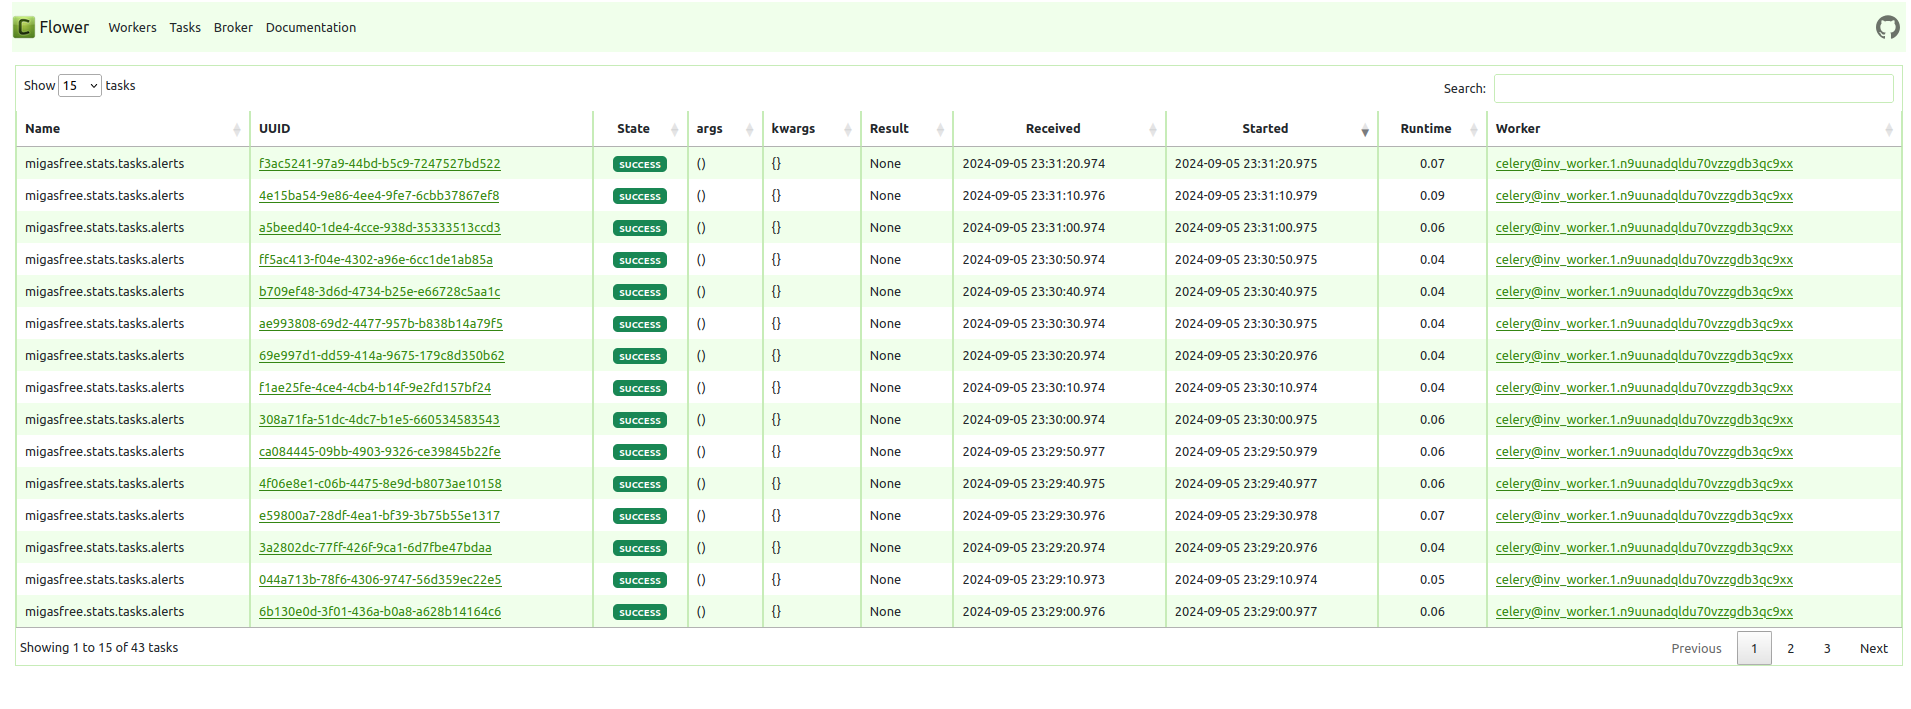 C Flower Workers Tasks Broker Documentation
Show 15 tasks Search:
Name UUID State args kwargs Result Received Started Runtime Worker
migasfree.stats.tasks.alerts f3ac5241-97a9-44bd-b5c9-7247527bd522 SUCCESS () {} None 2024-09-05 23:31:20.974 2024-09-05 23:31:20.975 0.07 celery@inv_worker.1.n9uunadqldu70vzzgdb3qc9xx
migasfree.stats.tasks.alerts 4e15ba54-9e86-4ee4-9fe7-6cbb37867ef8 SUCCESS () {} None 2024-09-05 23:31:10.976 2024-09-05 23:31:10.979 0.09 celery@inv_worker.1.n9uunadqldu70vzzgdb3qc9xx
migasfree.stats.tasks.alerts a5beed40-1de4-4cce-938d-35333513ccd3 SUCCESS () {} None 2024-09-05 23:31:00.974 2024-09-05 23:31:00.975 0.06 celery@inv_worker.1.n9uunadqldu70vzzgdb3qc9xx
migasfree.stats.tasks.alerts ff5ac413-f04e-4302-a96e-6cc1de1ab85a SUCCESS () {} None 2024-09-05 23:30:50.974 2024-09-05 23:30:50.975 0.04 celery@inv_worker.1.n9uunadqldu70vzzgdb3qc9xx
migasfree.stats.tasks.alerts b709ef48-3d6d-4734-b25e-e66728c5aa1c SUCCESS () {} None 2024-09-05 23:30:40.974 2024-09-05 23:30:40.975 0.04 celery@inv_worker.1.n9uunadqldu70vzzgdb3qc9xx
migasfree.stats.tasks.alerts ae993808-69d2-4477-957b-b838b14a79f5 SUCCESS () {} None 2024-09-05 23:30:30.974 2024-09-05 23:30:30.975 0.04 celery@inv_worker.1.n9uunadqldu70vzzgdb3qc9xx
migasfree.stats.tasks.alerts 69e997d1-dd59-414a-9675-179c8d350b62 SUCCESS () {} None 2024-09-05 23:30:20.974 2024-09-05 23:30:20.976 0.04 celery@inv_worker.1.n9uunadqldu70vzzgdb3qc9xx
migasfree.stats.tasks.alerts f1ae25fe-4ce4-4cb4-b14f-9e2fd157bf24 SUCCESS () {} None 2024-09-05 23:30:10.974 2024-09-05 23:30:10.974 0.04 celery@inv_worker.1.n9uunadqldu70vzzgdb3qc9xx
migasfree.stats.tasks.alerts 308a71fa-51dc-4dc7-b1e5-660534583543 SUCCESS () {} None 2024-09-05 23:30:00.974 2024-09-05 23:30:00.975 0.06 celery@inv_worker.1.n9uunadqldu70vzzgdb3qc9xx
migasfree.stats.tasks.alerts ca084445-09bb-4903-9326-ce39845b22fe SUCCESS () {} None 2024-09-05 23:29:50.977 2024-09-05 23:29:50.979 0.06 celery@inv_worker.1.n9uunadqldu70vzzgdb3qc9xx
migasfree.stats.tasks.alerts 4f06e8e1-c06b-4475-8e9d-b8073ae10158 SUCCESS () {} None 2024-09-05 23:29:40.975 2024-09-05 23:29:40.977 0.06 celery@inv_worker.1.n9uunadqldu70vzzgdb3qc9xx
migasfree.stats.tasks.alerts e59800a7-28df-4ea1-bf39-3b75b55e1317 SUCCESS () {} None 2024-09-05 23:29:30.976 2024-09-05 23:29:30.978 0.07 celery@inv_worker.1.n9uunadqldu70vzzgdb3qc9xx
migasfree.stats.tasks.alerts 3a2802dc-77ff-426f-9ca1-6d7fbe47bdaa SUCCESS () {} None 2024-09-05 23:29:20.974 2024-09-05 23:29:20.976 0.04 celery@inv_worker.1.n9uunadqldu70vzzgdb3qc9xx
migasfree.stats.tasks.alerts 044a713b-78f6-4306-9747-56d359ec22e5 SUCCESS () {} None 2024-09-05 23:29:10.973 2024-09-05 23:29:10.974 0.05 celery@inv_worker.1.n9uunadqldu70vzzgdb3qc9xx
migasfree.stats.tasks.alerts 6b130e0d-3f01-436a-b0a8-a628b14164c6 SUCCESS () {} None 2024-09-05 23:29:00.976 2024-09-05 23:29:00.977 0.06 celery@inv_worker.1.n9uunadqldu70vzzgdb3qc9xx
Showing 1 to 15 of 43 tasks Previous 1 2 3 Next